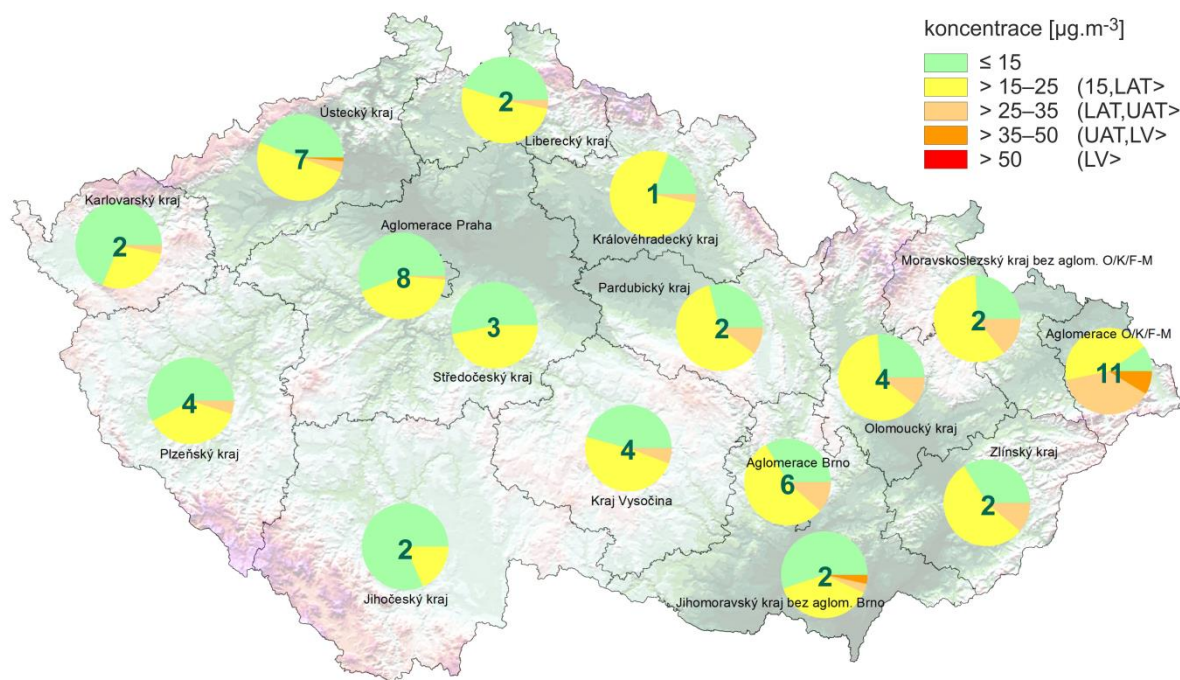 koncentrace [µg.m-3]
≤ 15
> 15–25 (15,LAT>
> 25–35 (LAT,UAT>
> 35–50 (UAT,LV>
> 50 (LV>
2
Liberecký kraj
Ústecký kraj
7
Karlovarský kraj
2
1
Královéhradecký kraj
Aglomerace Praha
8
3
Středočeský kraj
Pardubický kraj
2
Moravskoslezský kraj bez aglom. O/K/F-M
2
Aglomerace O/K/F-M
11
4
Olomoucký kraj
4
Plzeňský kraj
4
Kraj Vysočina
Aglomerace Brno
6
Zlínský kraj
2
2
Jihočeský kraj
2
Jihomoravský kraj bez aglom. Brno